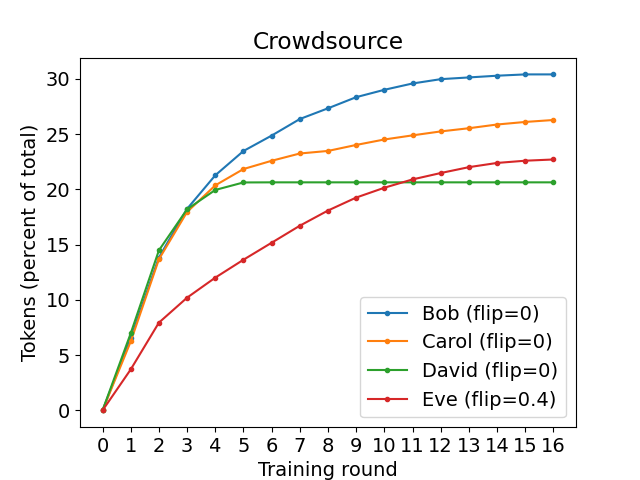 Crowdsource
Tokens (percent of total)
30
25
20
15
10
5
0
Bob (flip=0)
Carol (flip=0)
David (flip=0)
Eve (flip=0.4)
0 1 2 3 4 5 6 7 8 9 10 11 12 13 14 15 16
Training round